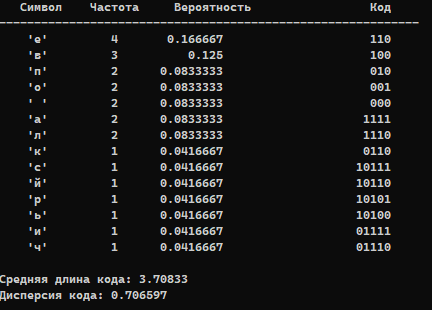 Символ Частота Вероятность Код
------------------------------------------------------------
'е' 4 0.166667 110
'в' 3 0.125 100
'п' 2 0.0833333 010
'о' 2 0.0833333 001
' ' 2 0.0833333 000
'а' 2 0.0833333 1111
'л' 2 0.0833333 1110
'к' 1 0.0416667 0110
'с' 1 0.0416667 10111
'й' 1 0.0416667 10110
'р' 1 0.0416667 10101
'ь' 1 0.0416667 10100
'и' 1 0.0416667 01111
'ч' 1 0.0416667 01110
Средняя длина кода: 3.70833
Дисперсия кода: 0.706597